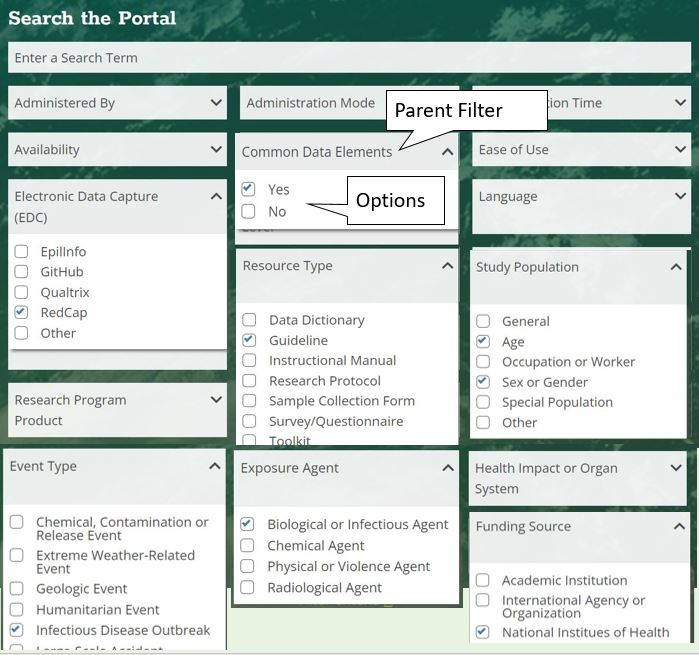 Search the Portal
Enter a Search Term
Administered By
Administration Mode
Parent Filter
ion Time
Availability
Common Data Elements
Ease of Use
Yes
No
Options
Electronic Data Capture
(EDC)
Language
EpilInfo
GitHub
Qualtrix
RedCap
Other
Resource Type
Data Dictionary
Guideline
Instructional Manual
Research Protocol
Sample Collection Form
Survey/Questionnaire
Toolkit
Study Population
General
Age
Occupation or Worker
Sex or Gender
Special Population
Other
Research Program
Product
Event Type
Chemical, Contamination or
Release Event
Extreme Weather-Related
Event
Geologic Event
Humanitarian Event
Infectious Disease Outbreak
Large Scale Accident
Exposure Agent
Biological or Infectious Agent
Chemical Agent
Physical or Violence Agent
Radiological Agent
Health Impact or Organ
System
Funding Source
Academic Institution
International Agency or
Organization
National Institues of Health